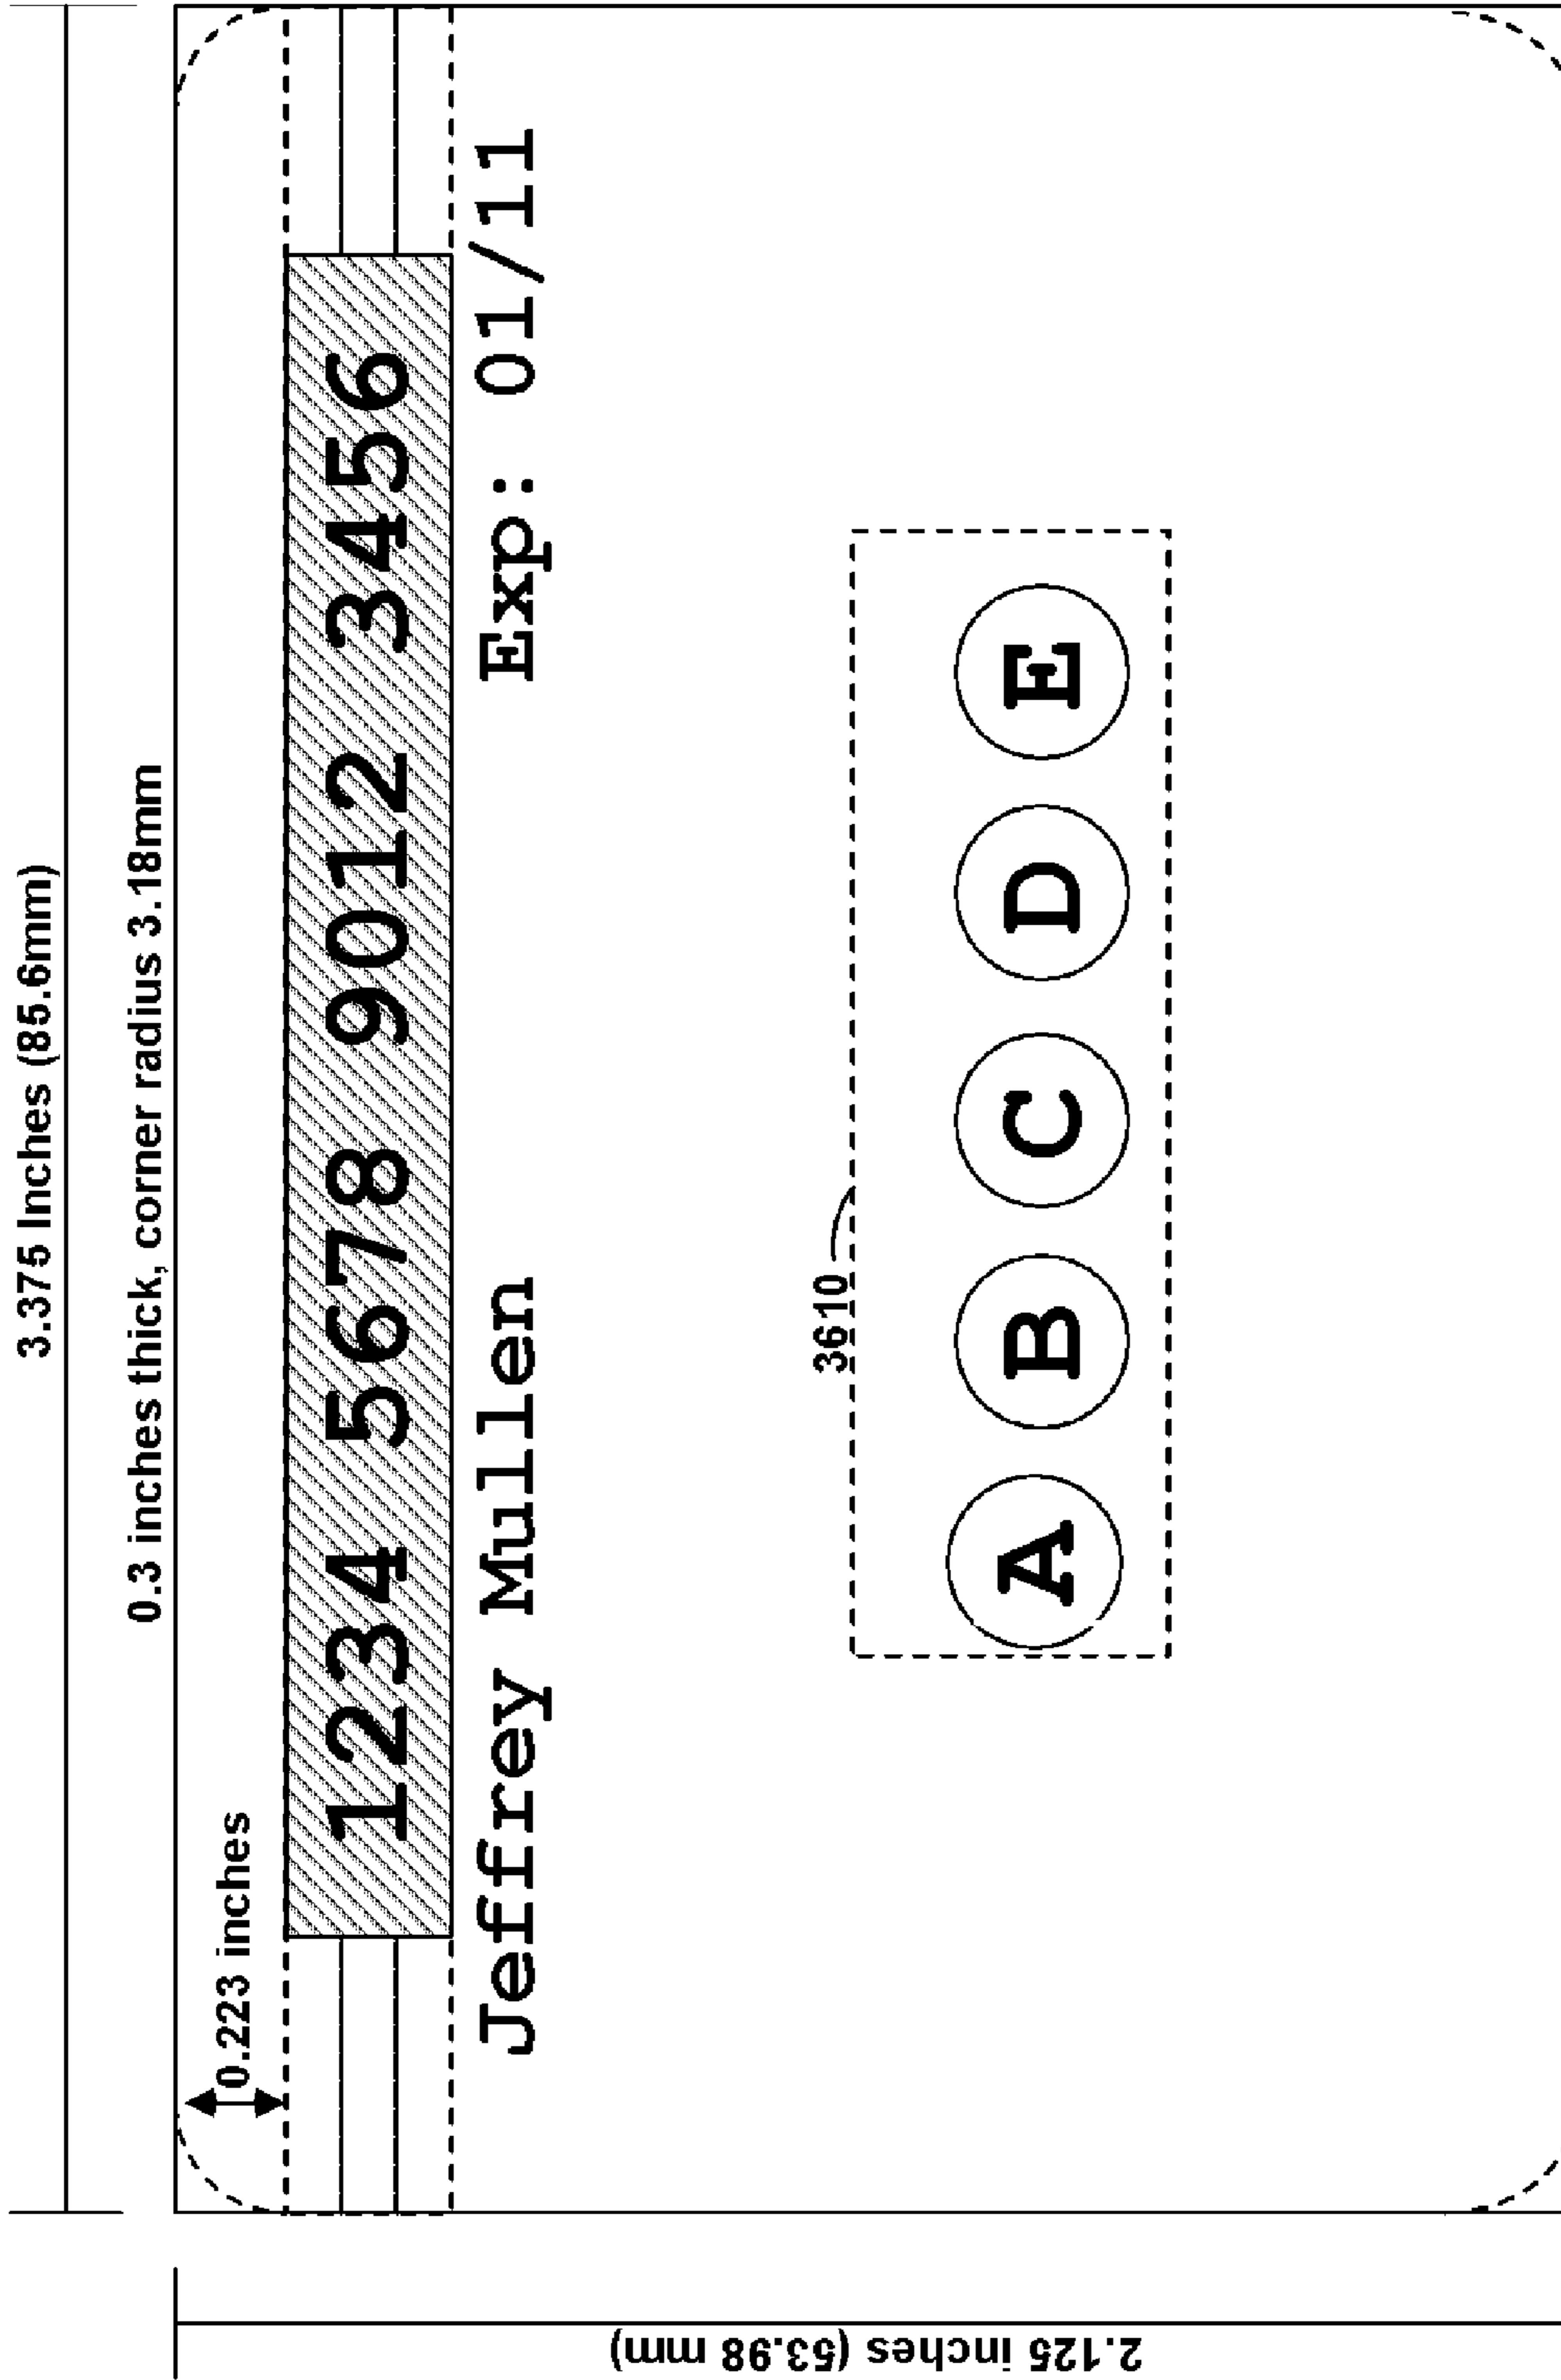 3.375 Inches (85.6mm)
0.3 inches thick, corner radius 3.18mm
0.223 inches
1234 5678 9012 3456
Jeffrey Mullen Exp: 01/11
3610
A B C D E
2.125 inches (53.98 mm)